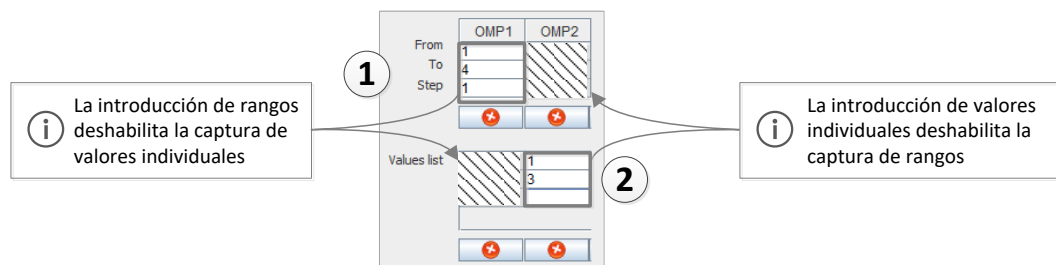 OMP1 OMP2
From 1
To 4
Step 1
1
La introducción de rangos
deshabilita la captura de
valores individuales
i
La introducción de valores
individuales deshabilita la
captura de rangos
i
Values list 1
3
2